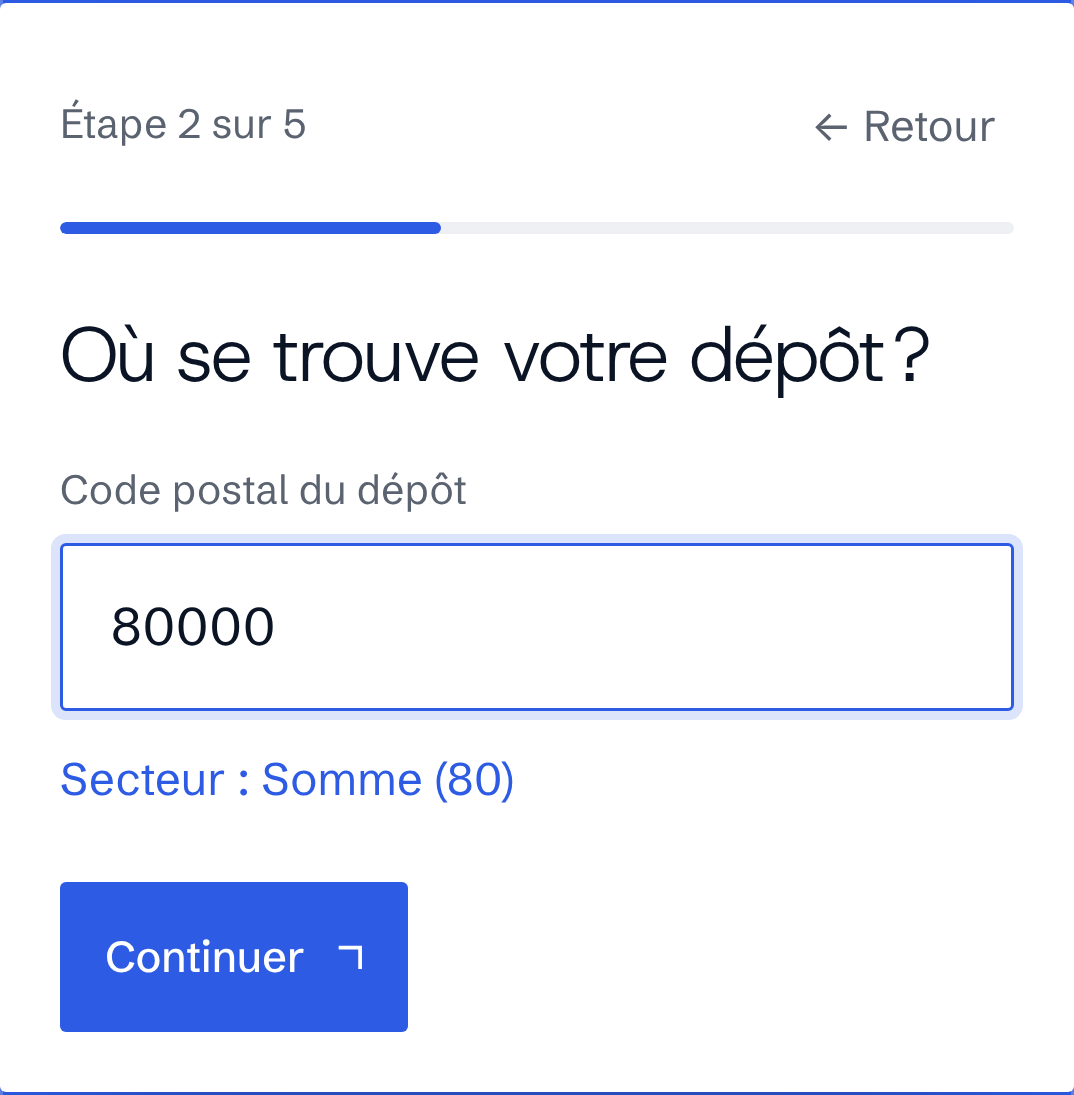 Étape 2 sur 5
← Retour
Où se trouve votre dépôt ?
Code postal du dépôt
80000
Secteur : Somme (80)
Continuer